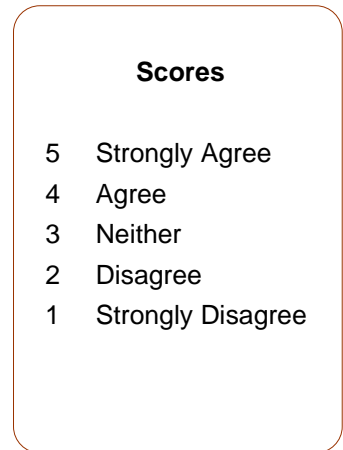 Scores
5 Strongly Agree
4 Agree
3 Neither
2 Disagree
1 Strongly Disagree